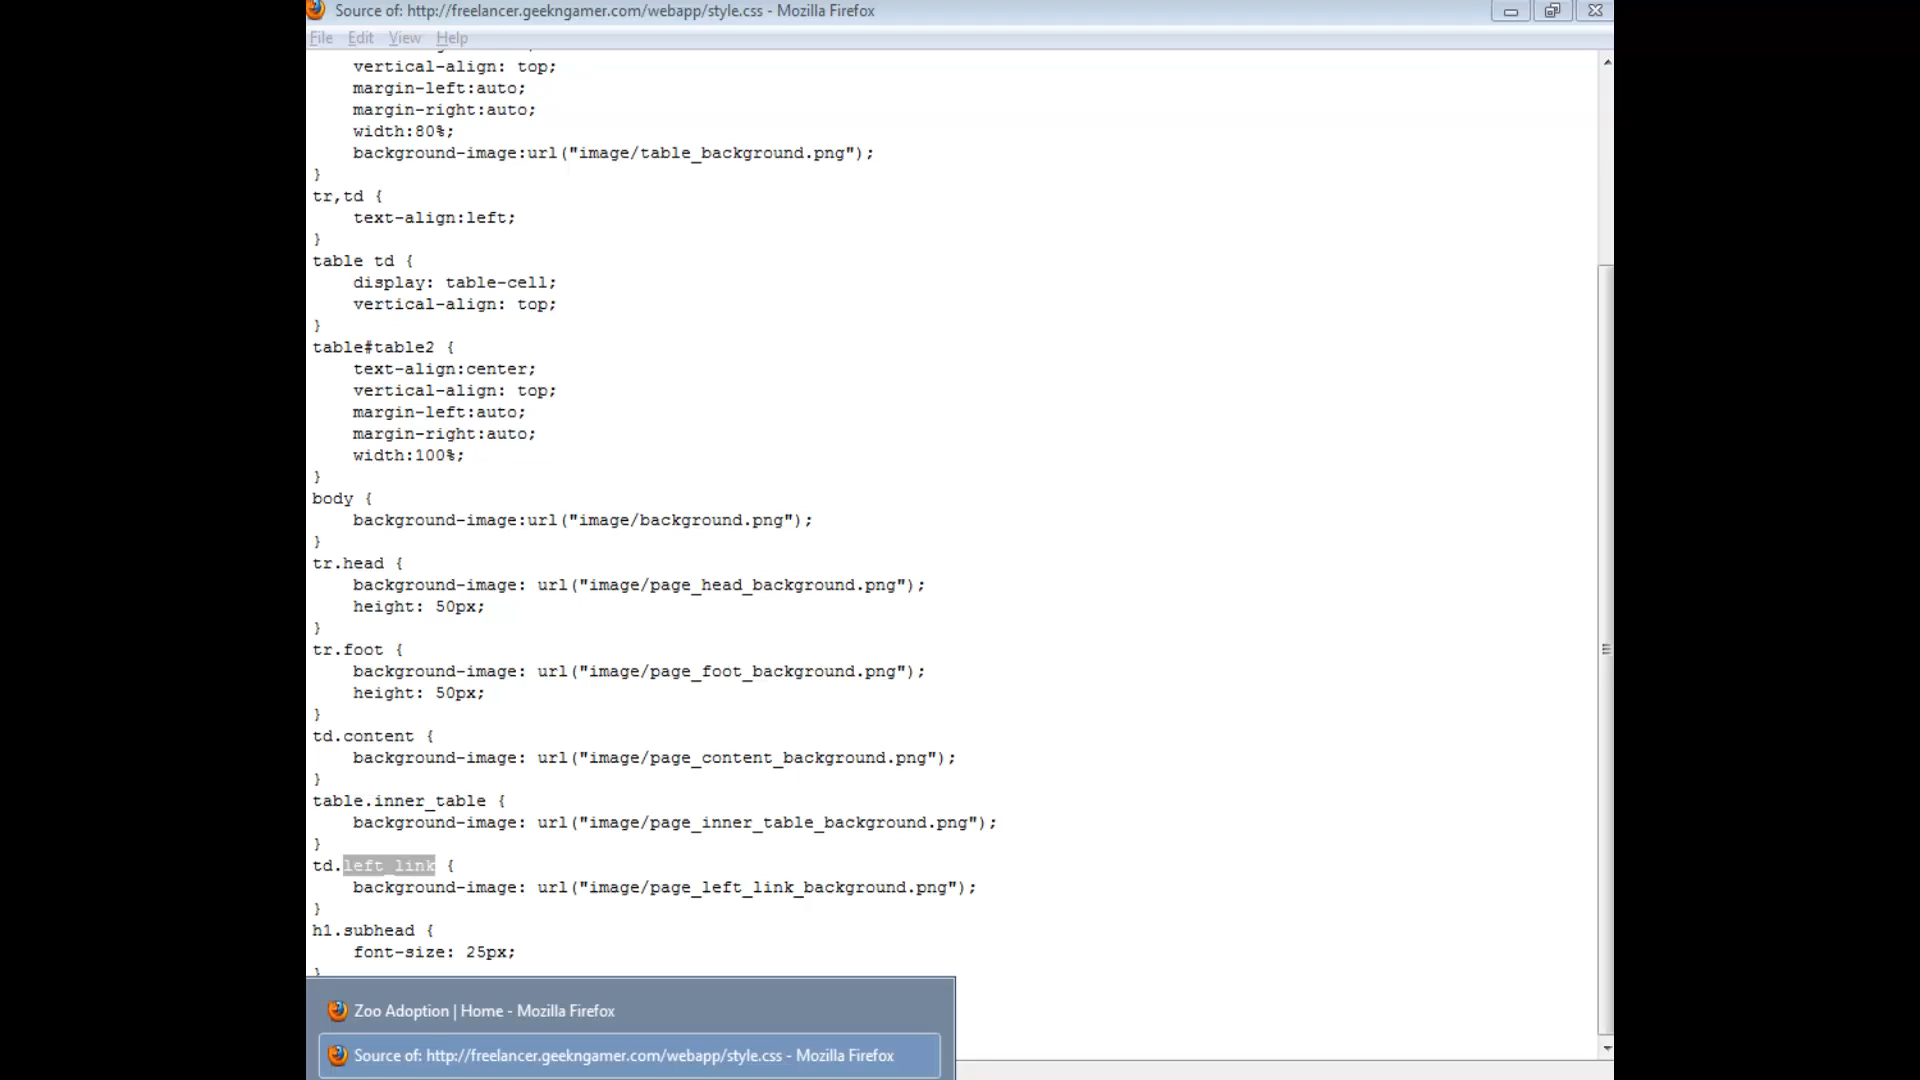 Source of: http://freelancer.geekngamer.com/webapp/style.css - Mozilla Firefox
File Edit View Help
vertical-align: top;
margin-left:auto;
margin-right:auto;
width:80%;
background-image:url("image/table_background.png");
}
tr,td {
text-align:left;
}
table td {
display: table-cell;
vertical-align: top;
}
table#table2 {
text-align:center;
vertical-align: top;
margin-left:auto;
margin-right:auto;
width:100%;
}
body {
background-image:url("image/background.png");
}
tr.head {
background-image: url("image/page_head_background.png");
height: 50px;
}
tr.foot {
background-image: url("image/page_foot_background.png");
height: 50px;
}
td.content {
background-image: url("image/page_content_background.png");
}
table.inner_table {
background-image: url("image/page_inner_table_background.png");
}
td.left_link {
background-image: url("image/page_left_link_background.png");
}
h1.subhead {
font-size: 25px;
}
Zoo Adoption | Home - Mozilla Firefox
Source of: http://freelancer.geekngamer.com/webapp/style.css - Mozilla Firefox